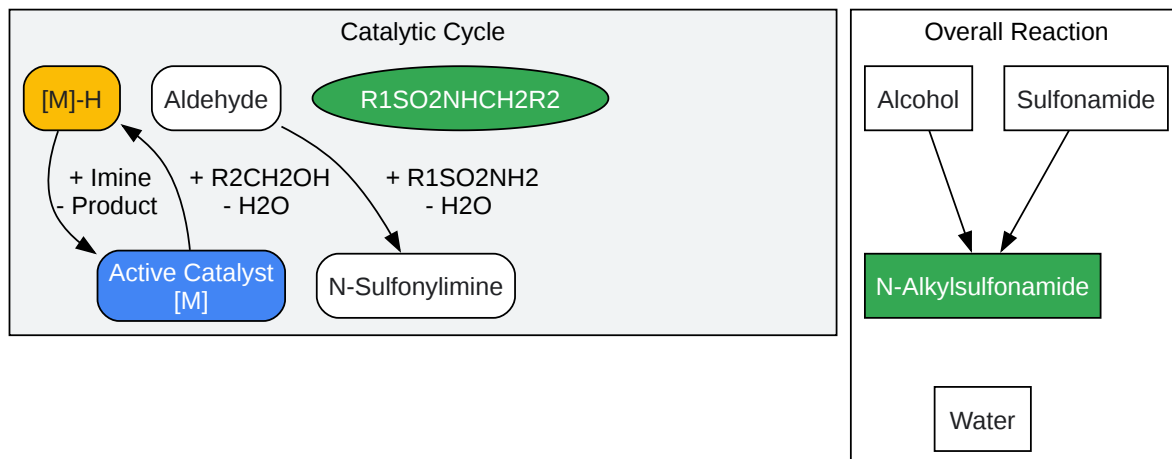 Catalytic Cycle
[M]-H
Aldehyde
R1SO2NHCH2R2
+ Imine
- Product
+ R2CH2OH
- H2O
+ R1SO2NH2
- H2O
Active Catalyst
[M]
N-Sulfonylimine
Overall Reaction
Alcohol
Sulfonamide
N-Alkylsulfonamide
Water